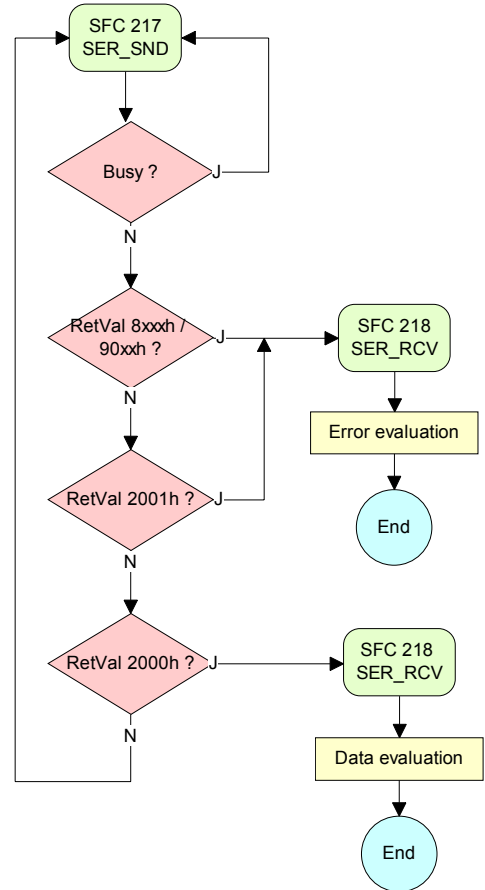 SFC 217
SER_SND
Busy ?
J
N
RetVal 8xxxh /
90xxh ?
J
SFC 218
SER_RCV
N
Error evaluation
RetVal 2001h ?
J
End
N
RetVal 2000h ?
J
SFC 218
SER_RCV
N
Data evaluation
End